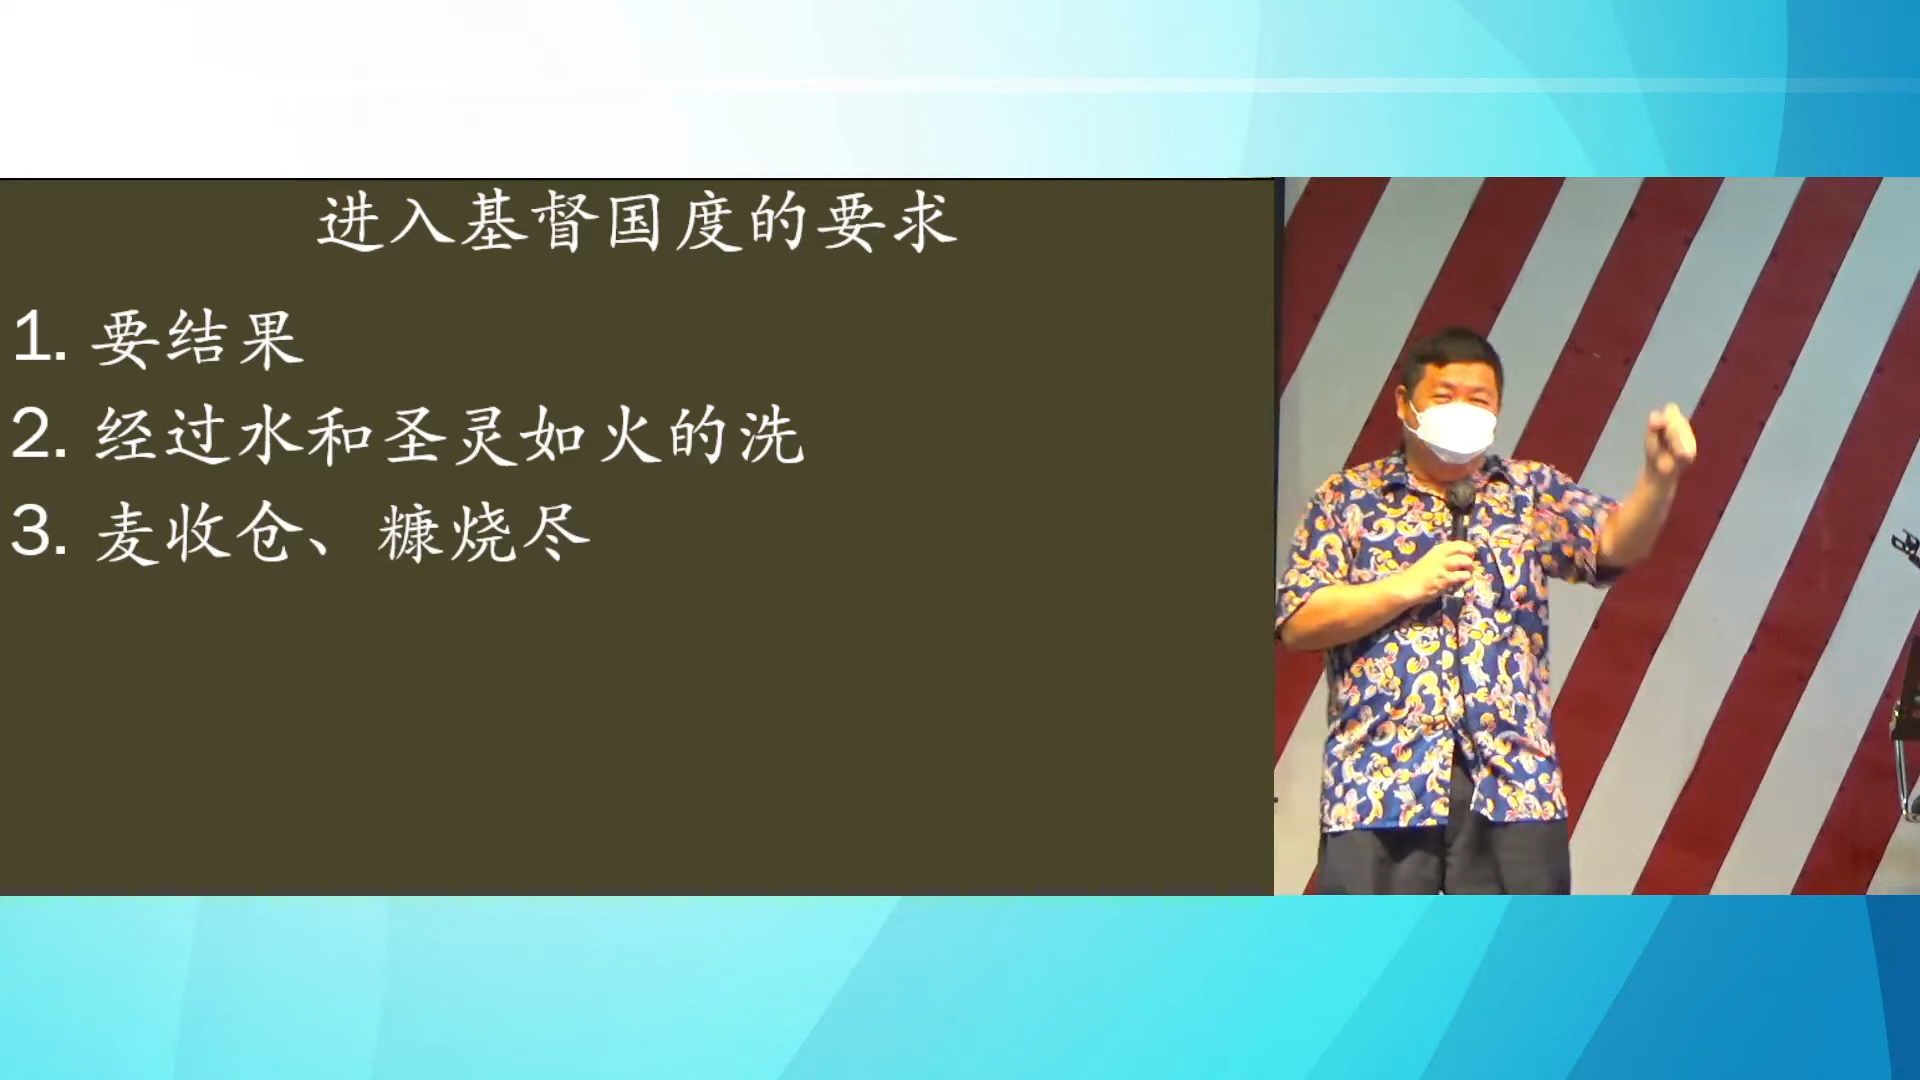 进入基督国度的要求
1. 要结果
2. 经过水和圣灵如火的洗
3. 麦收仓、糠烧尽